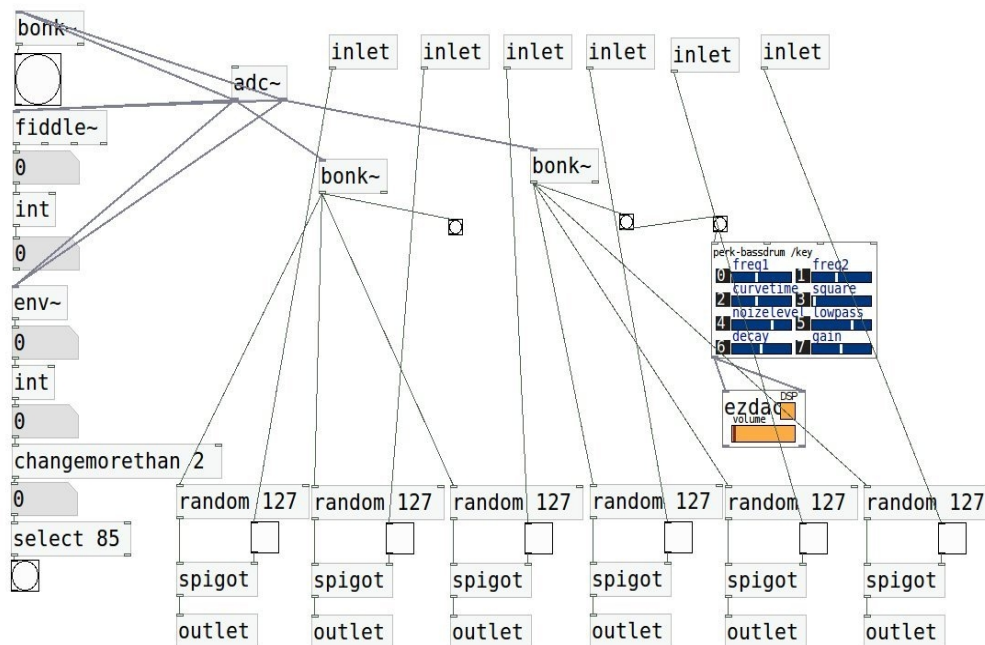 bonk~
inlet inlet inlet inlet inlet inlet
adc~
fiddle~
0
bonk~ bonk~
int
0
perk-bassdrum /key
0 freq1 1 freq2
2 curvetime 3 square
4 noizelevel 5 lowpass
6 decay 7 gain
env~
0
int
DSP
ezdac
volume
0
changemorethan 2
0
random 127 random 127 random 127 random 127 random 127 random 127
select 85
spigot spigot spigot spigot spigot spigot
outlet outlet outlet outlet outlet outlet